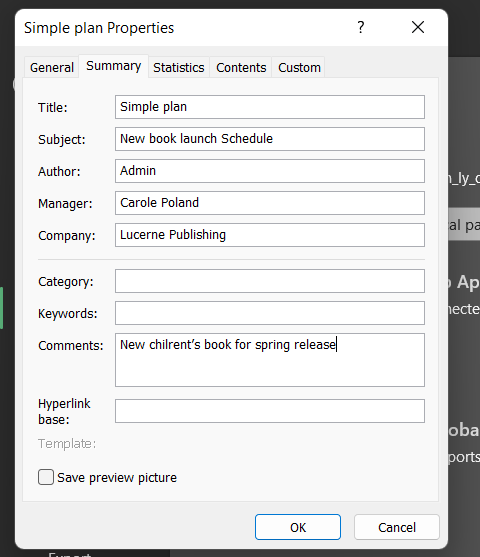 Simple plan Properties ?
General Summary Statistics Contents Custom
Title: Simple plan
Subject: New book launch Schedule
Author: Admin
Manager: Carole Poland
Company: Lucerne Publishing
Category:
Keywords:
Comments: New chilrent’s book for spring release
Hyperlink
base:
Template:
Save preview picture
OK Cancel